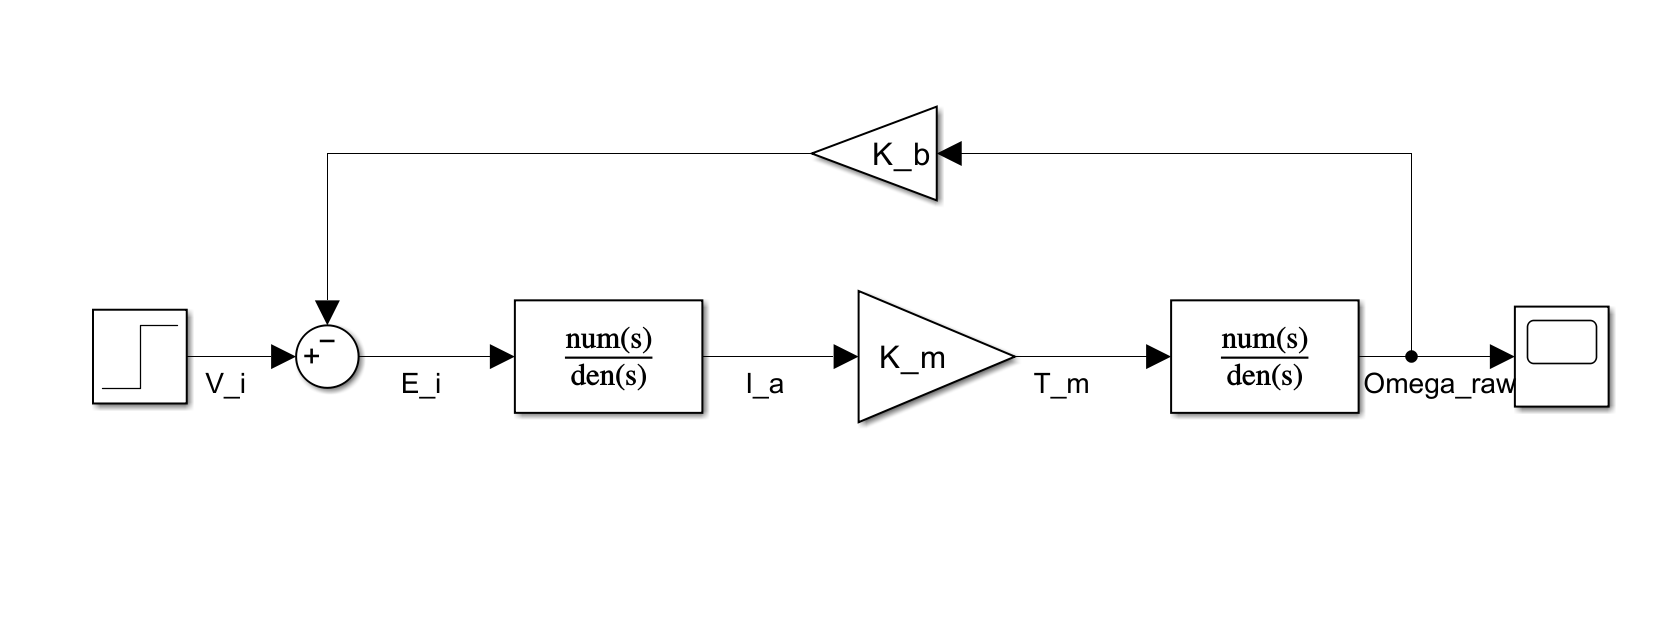 K_b
+
−
V_i
E_i
num(s)
den(s)
I_a
K_m
T_m
num(s)
den(s)
Omega_raw